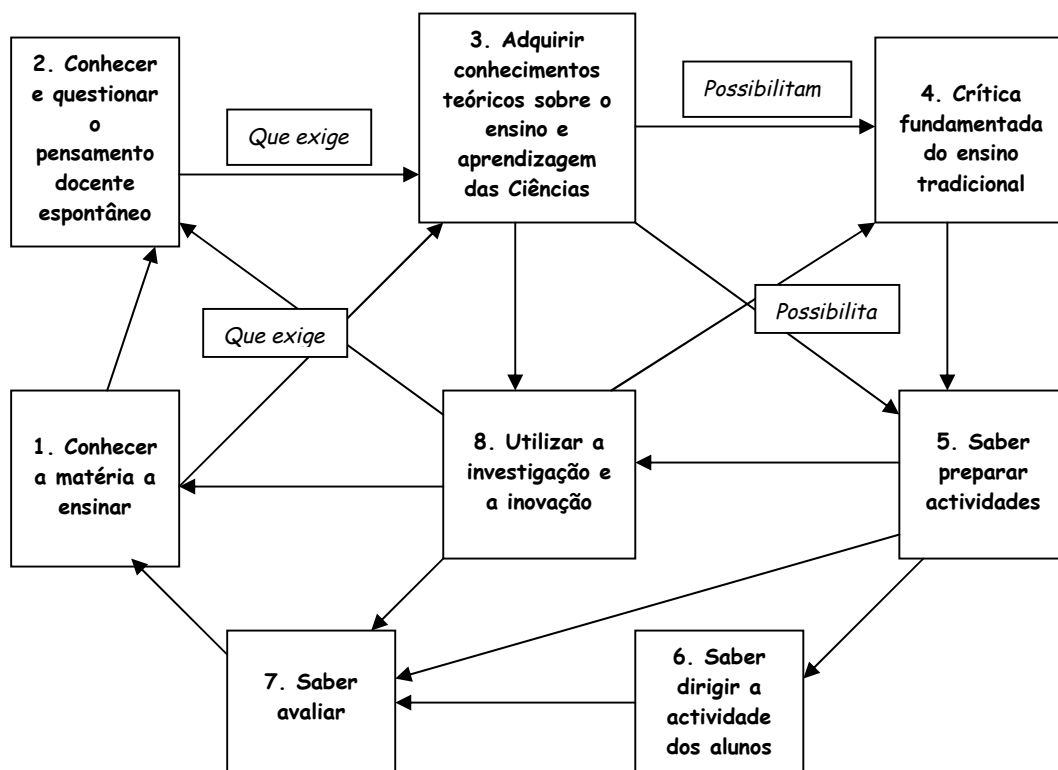 2. Conhecer
e questionar
o
pensamento
docente
espontâneo
Que exige
3. Adquirir
conhecimentos
teóricos sobre o
ensino e
aprendizagem
das Ciências
Possibilitam
4. Crítica
fundamentada
do ensino
tradicional
Que exige
Possibilita
1. Conhecer
a matéria a
ensinar
8. Utilizar a
investigação e
a inovação
5. Saber
preparar
actividades
7. Saber
avaliar
6. Saber
dirigir a
actividade
dos alunos